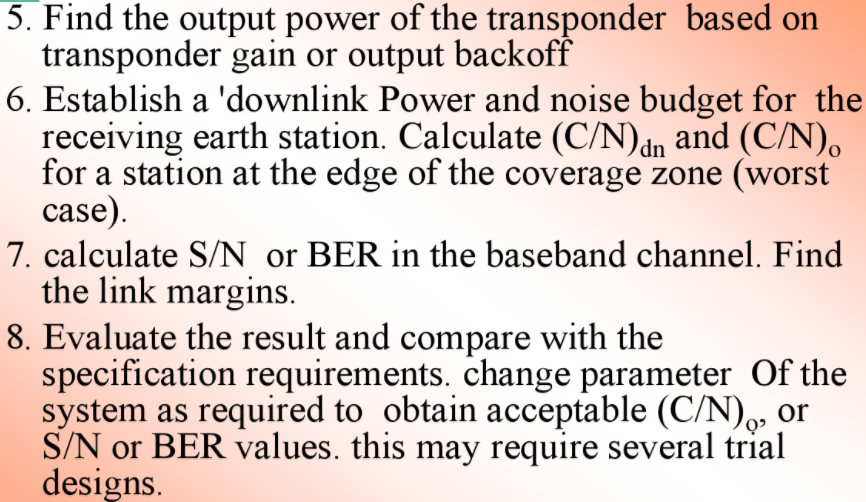 5. Find the output power of the transponder  based on
transponder gain or output backoff
6. Establish a 'downlink Power and noise budget for  the
receiving earth station. Calculate (C/N)dn and (C/N)o
for a station at the edge of the coverage zone (worst
case).
7. calculate S/N  or BER in the baseband channel. Find
the link margins.
8. Evaluate the result and compare with the
specification requirements. change parameter  Of the
system as required to  obtain acceptable (C/N)o, or
S/N or BER values. this may require several trial
designs.